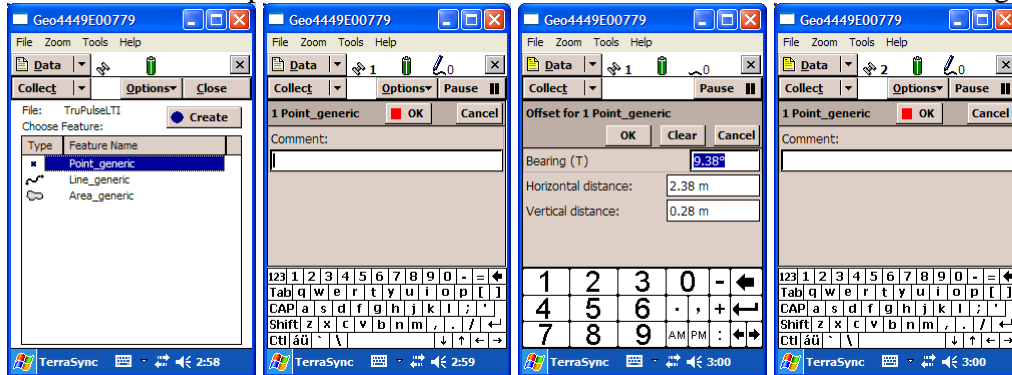 Geo4449E00779
File Zoom Tools Help
Data
Collect Options Close
File: TruPulseLTI
Choose Feature:
Create
Type Feature Name
Point_generic
Line_generic
Area_generic
TerraSync 2:58
Geo4449E00779
File Zoom Tools Help
Data 1 0
Collect Options Pause
1 Point_generic OK Cancel
Comment:
123 1 2 3 4 5 6 7 8 9 0 - =
Tab q w e r t y u i o p [ ]
CAP a s d f g h j k l ; '
Shift z x c v b n m , . /
Ctl áü ` \
TerraSync 2:59
Geo4449E00779
File Zoom Tools Help
Data 1 0
Collect Pause
Offset for 1 Point_generic
OK Clear Cancel
Bearing (T) 9.38°
Horizontal distance: 2.38 m
Vertical distance: 0.28 m
1 2 3 0 -
4 5 6 . , +
7 8 9 AM PM :
TerraSync 3:00
Geo4449E00779
File Zoom Tools Help
Data 2 0
Collect Options Pause
1 Point_generic OK Cancel
Comment:
123 1 2 3 4 5 6 7 8 9 0 - =
Tab q w e r t y u i o p [ ]
CAP a s d f g h j k l ; '
Shift z x c v b n m , . /
Ctl áü ` \
TerraSync 3:00